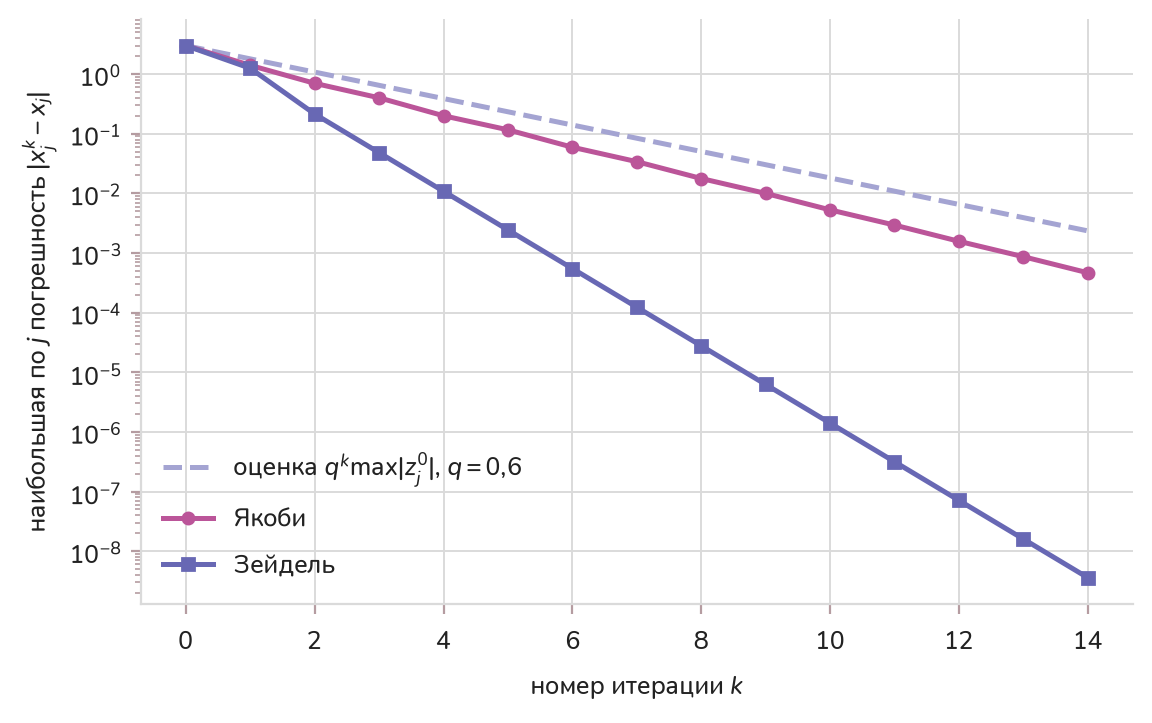 наибольшая по j погрешность |x_j^k − x_j|
10^0
10^−1
10^−2
10^−3
10^−4
10^−5
10^−6
10^−7
10^−8
оценка q^k max|z_j^0|, q = 0,6
Якоби
Зейдель
0 2 4 6 8 10 12 14
номер итерации k